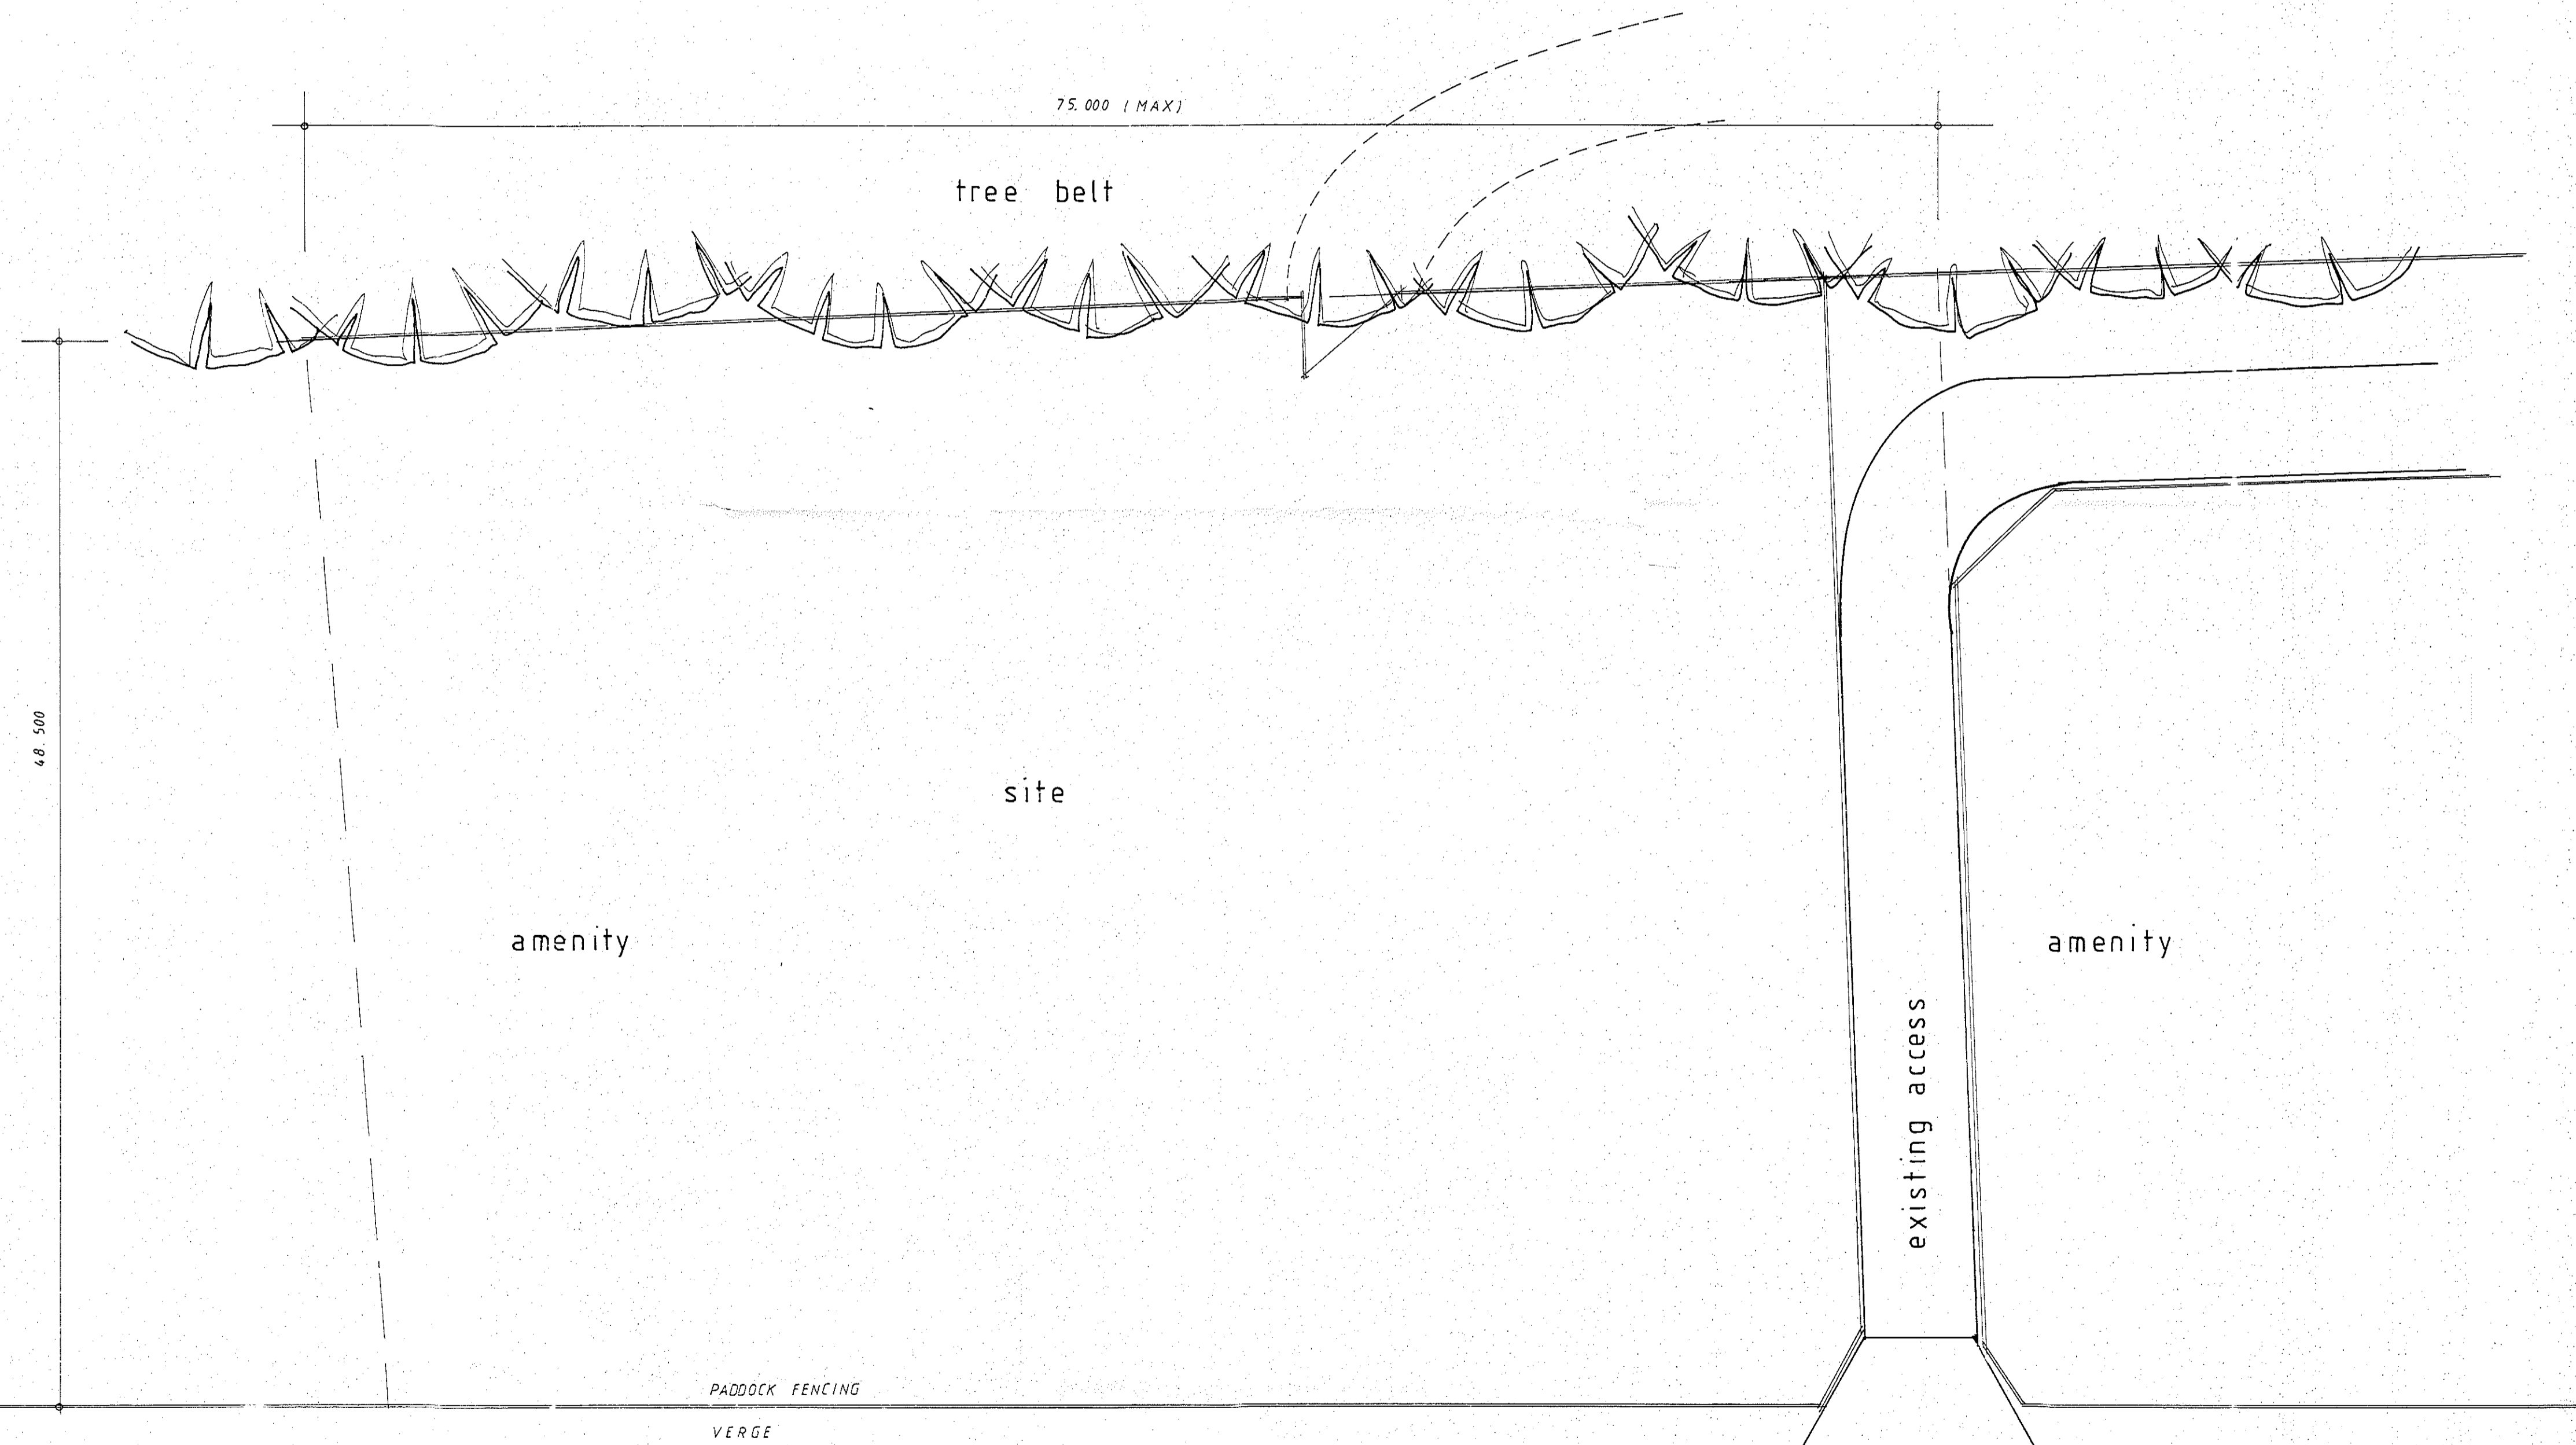 75.000 (MAX)
tree belt
48.500
site
amenity
amenity
existing access
PADDOCK FENCING
VERGE